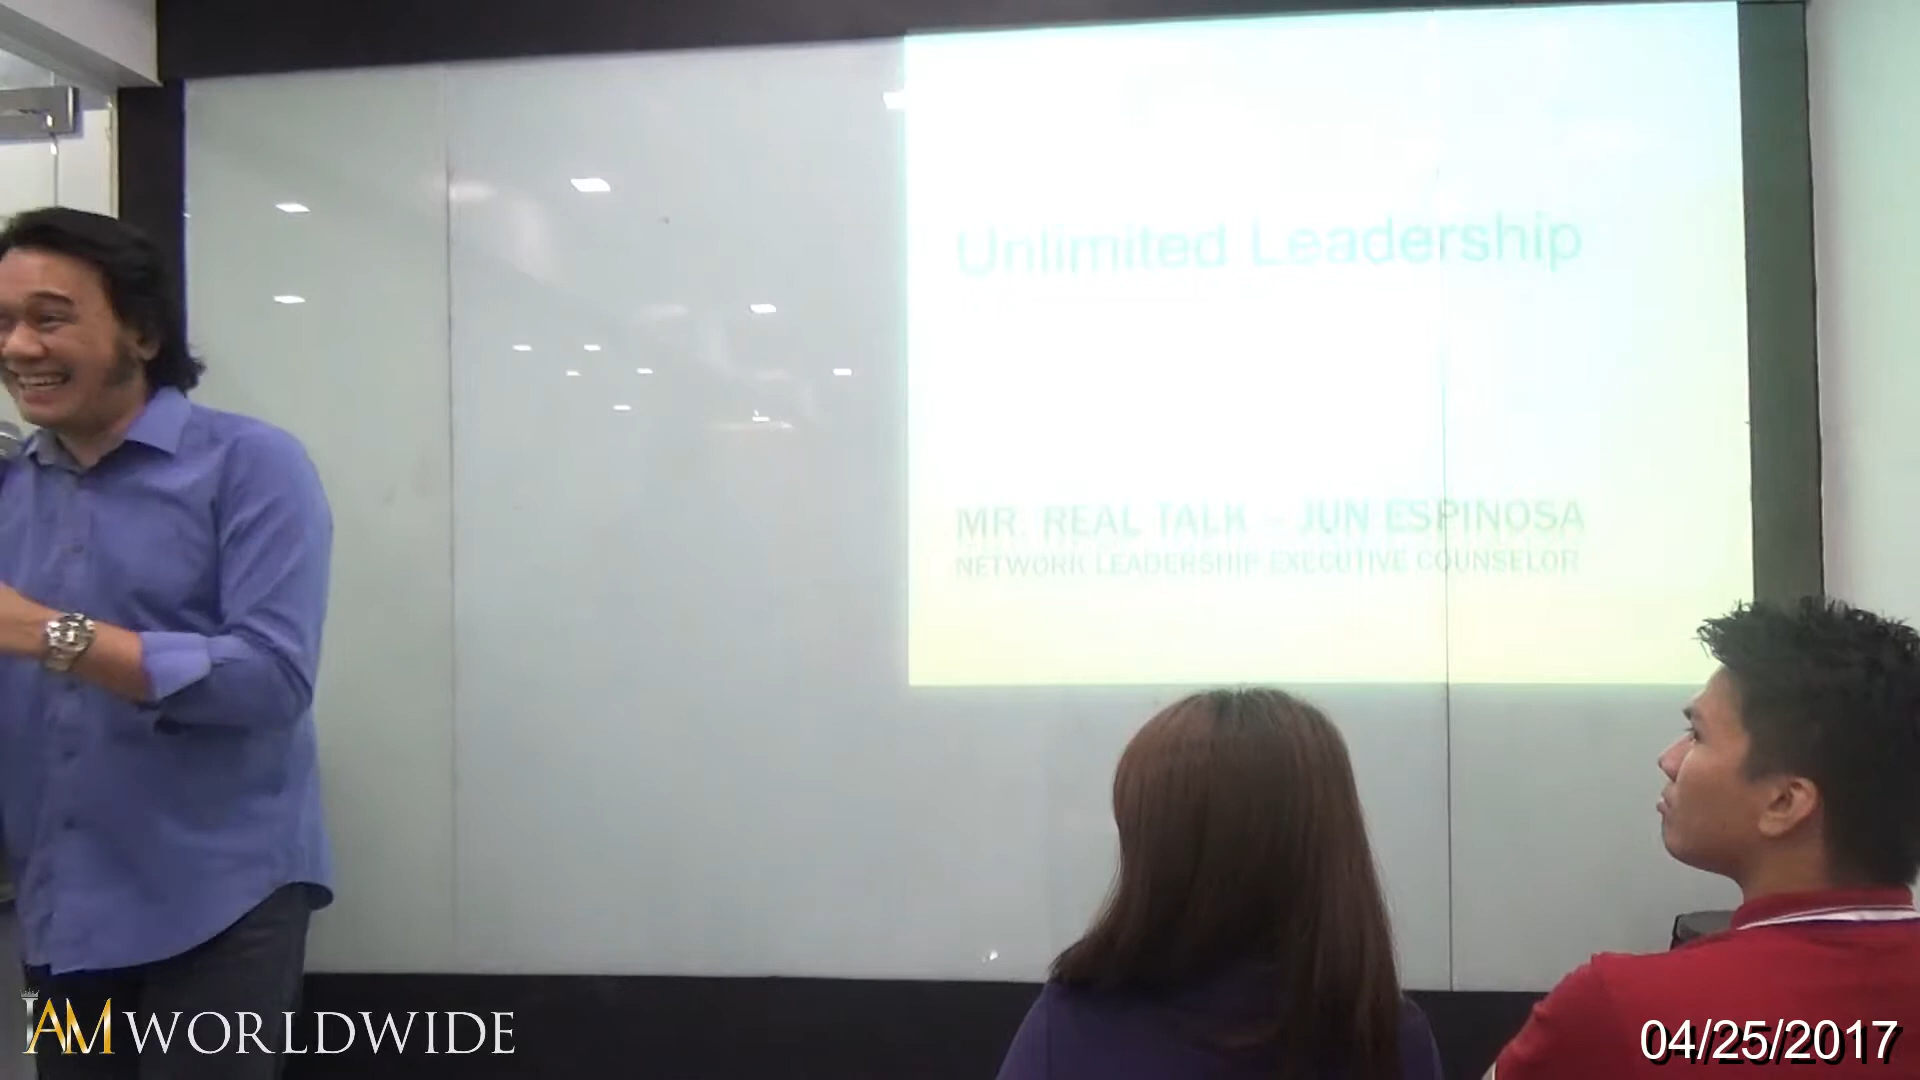 Unlimited Leadership
MR. REAL TALK – JUN ESPINOSA
NETWORK LEADERSHIP EXECUTIVE COUNSELOR
IAM WORLDWIDE
04/25/2017